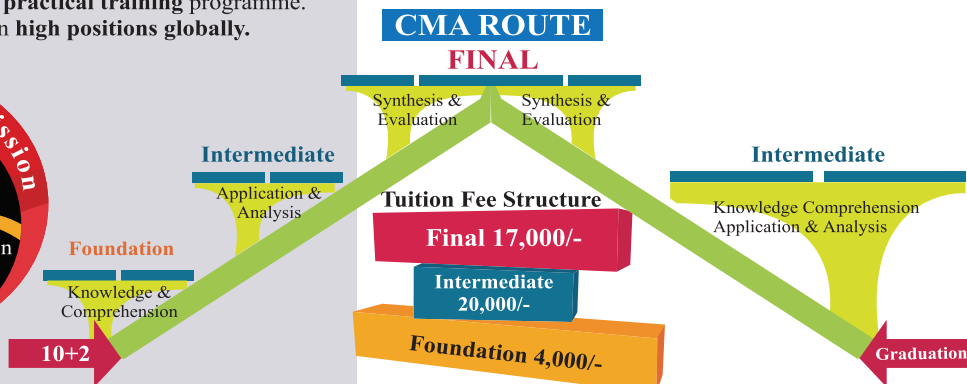 practical training programme.
n high positions globally.
CMA ROUTE
FINAL
Synthesis &
Evaluation
Synthesis &
Evaluation
Intermediate
Application &
Analysis
Intermediate
Knowledge Comprehension
Application & Analysis
Tuition Fee Structure
Final 17,000/-
Intermediate
20,000/-
Foundation 4,000/-
Foundation
Knowledge &
Comprehension
10+2
Graduation
ssion
n